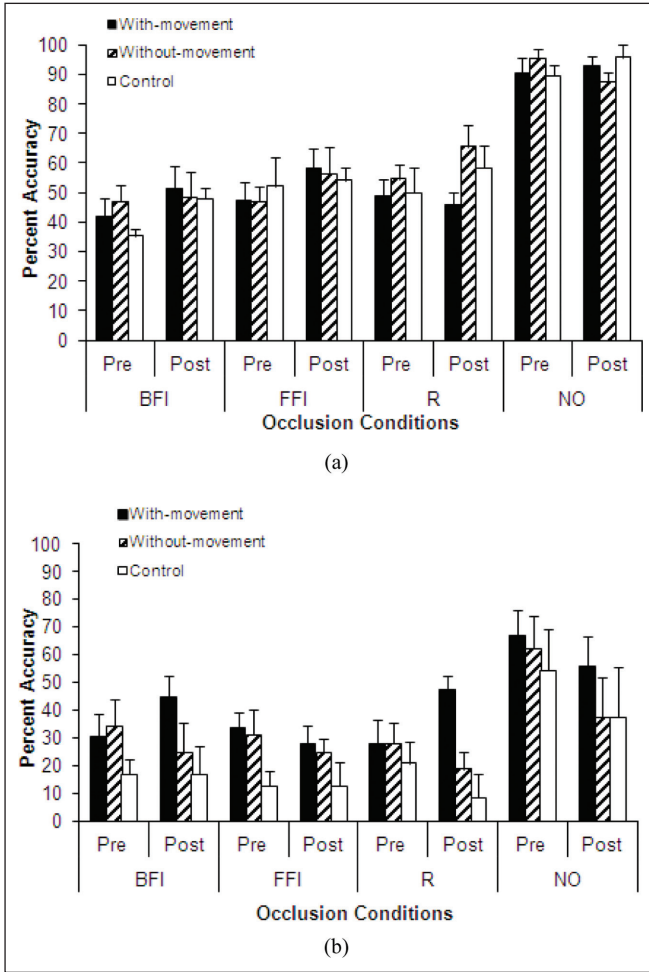 With-movement
Without-movement
Control
Percent Accuracy
100
90
80
70
60
50
40
30
20
10
0
Pre Post Pre Post Pre Post Pre Post
BFI FFI R NO
Occlusion Conditions
(a)
With-movement
Without-movement
Control
Percent Accuracy
100
90
80
70
60
50
40
30
20
10
0
Pre Post Pre Post Pre Post Pre Post
BFI FFI R NO
Occlusion Conditions
(b)